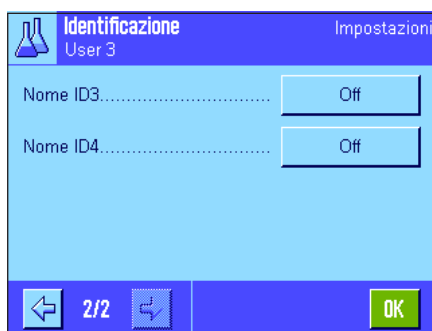 Identificazione
Impostazioni
User 3
Nome ID3............................... Off
Nome ID4............................... Off
2/2
OK